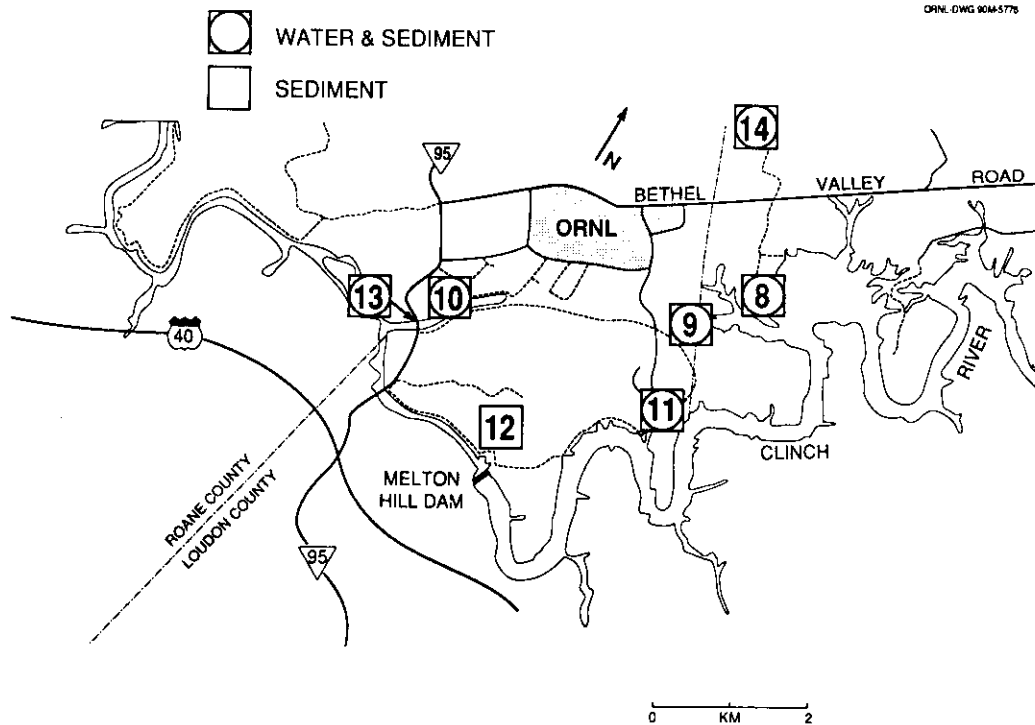 ORNL-DWG 90M-5776
WATER & SEDIMENT
SEDIMENT
14
95
N
BETHEL VALLEY ROAD
ORNL
13
10
8
9
40
RIVER
11
12
CLINCH
MELTON
HILL DAM
ROANE COUNTY
LOUDON COUNTY
95
0 KM 2